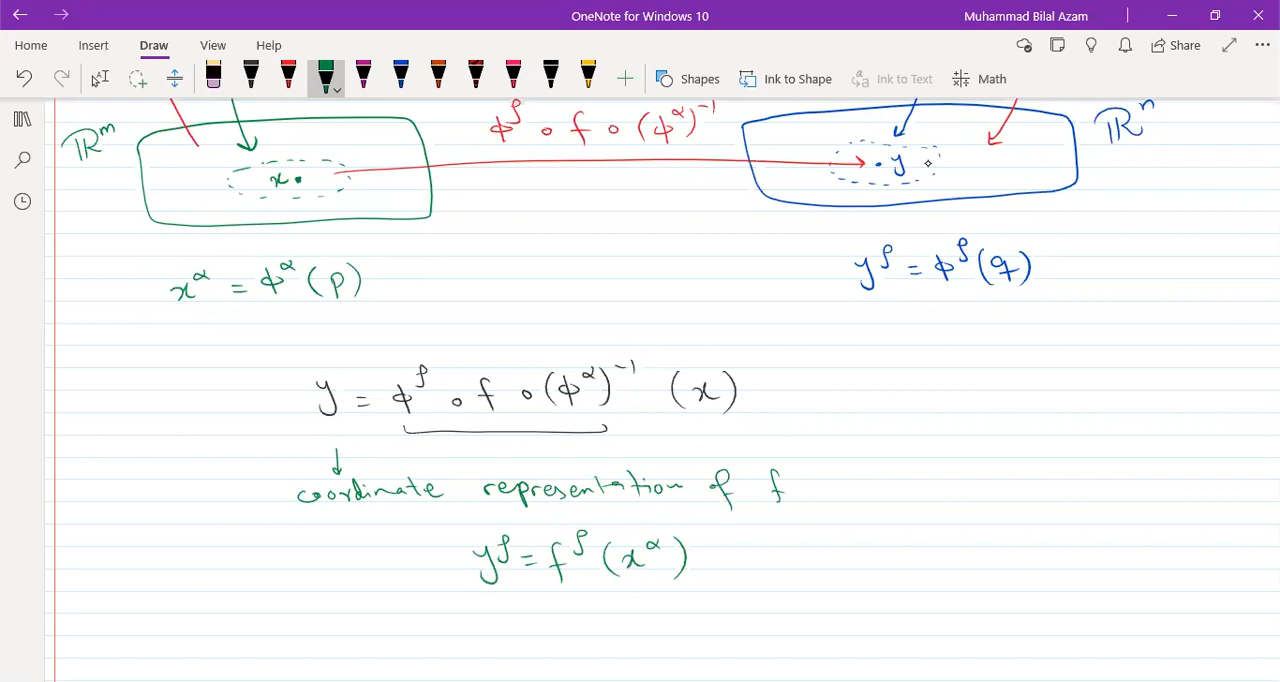 OneNote for Windows 10
Muhammad Bilal Azam
Home Insert Draw View Help
Share
Shapes
Ink to Shape
Ink to Text
Math
ℝᵐ
ϕᵝ ∘ f ∘ (ϕᵅ)⁻¹
ℝⁿ
x
y
xᵅ = ϕᵅ (p)
yᵝ = ϕᵝ (q)
y = ϕᵝ ∘ f ∘ (ϕᵅ)⁻¹ (x)
coordinate representation of f
yᵝ = fᵝ (xᵅ)